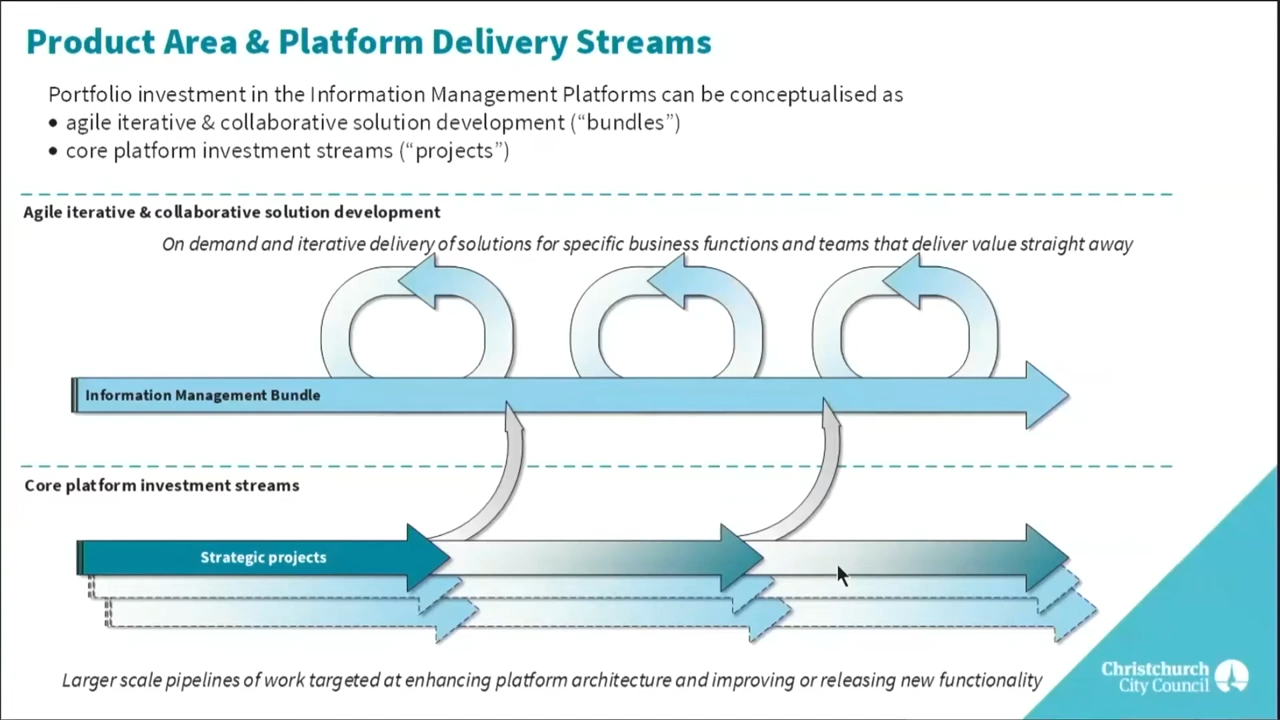 Product Area & Platform Delivery Streams
Portfolio investment in the Information Management Platforms can be conceptualised as
• agile iterative & collaborative solution development (“bundles”)
• core platform investment streams (“projects”)
Agile iterative & collaborative solution development
On demand and iterative delivery of solutions for specific business functions and teams that deliver value straight away
Information Management Bundle
Core platform investment streams
Strategic projects
Larger scale pipelines of work targeted at enhancing platform architecture and improving or releasing new functionality
Christchurch
City Council